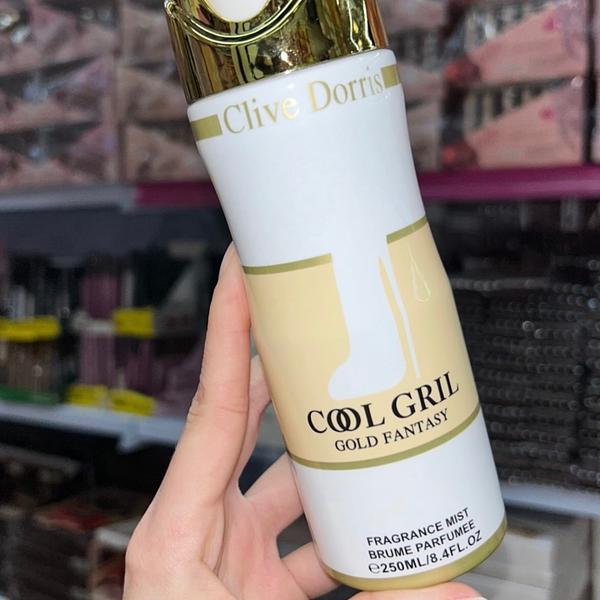 Clive Dorris
COOL GRIL
GOLD FANTASY
FRAGRANCE MIST
BRUME PARFUMEE
℮250ML/8.4FL.OZ